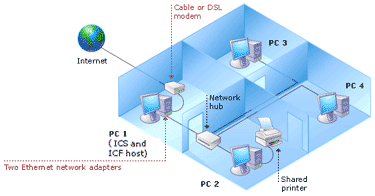 Cable or DSL
modem
Internet
PC 3
Network
hub
PC 4
PC 1
(ICS and
ICF host)
Two Ethernet network adapters
PC 2
Shared
printer